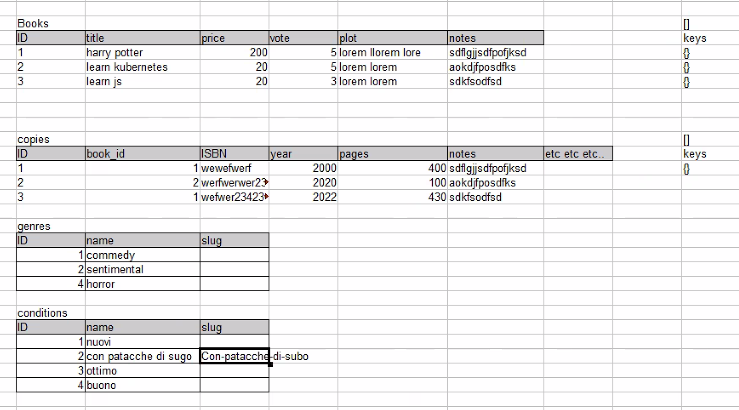 Books []
ID title price vote plot notes keys
1 harry potter 200 5 lorem llorem lore sdflgjjsdfpofjksd {}
2 learn kubernetes 20 5 lorem lorem aokdjfposdfks {}
3 learn js 20 3 lorem lorem sdkfsodfsd {}
copies []
ID book_id ISBN year pages notes etc etc etc.. keys
1 1 wewefwerf 2000 400 sdflgjjsdfpofjksd {}
2 2 werfwerwer23 2020 100 aokdjfposdfks
3 1 wefwer23423 2022 430 sdkfsodfsd
genres
ID name slug
1 commedy
2 sentimental
4 horror
conditions
ID name slug
1 nuovi
2 con patacche di sugo Con-patacche-di-subo
3 ottimo
4 buono